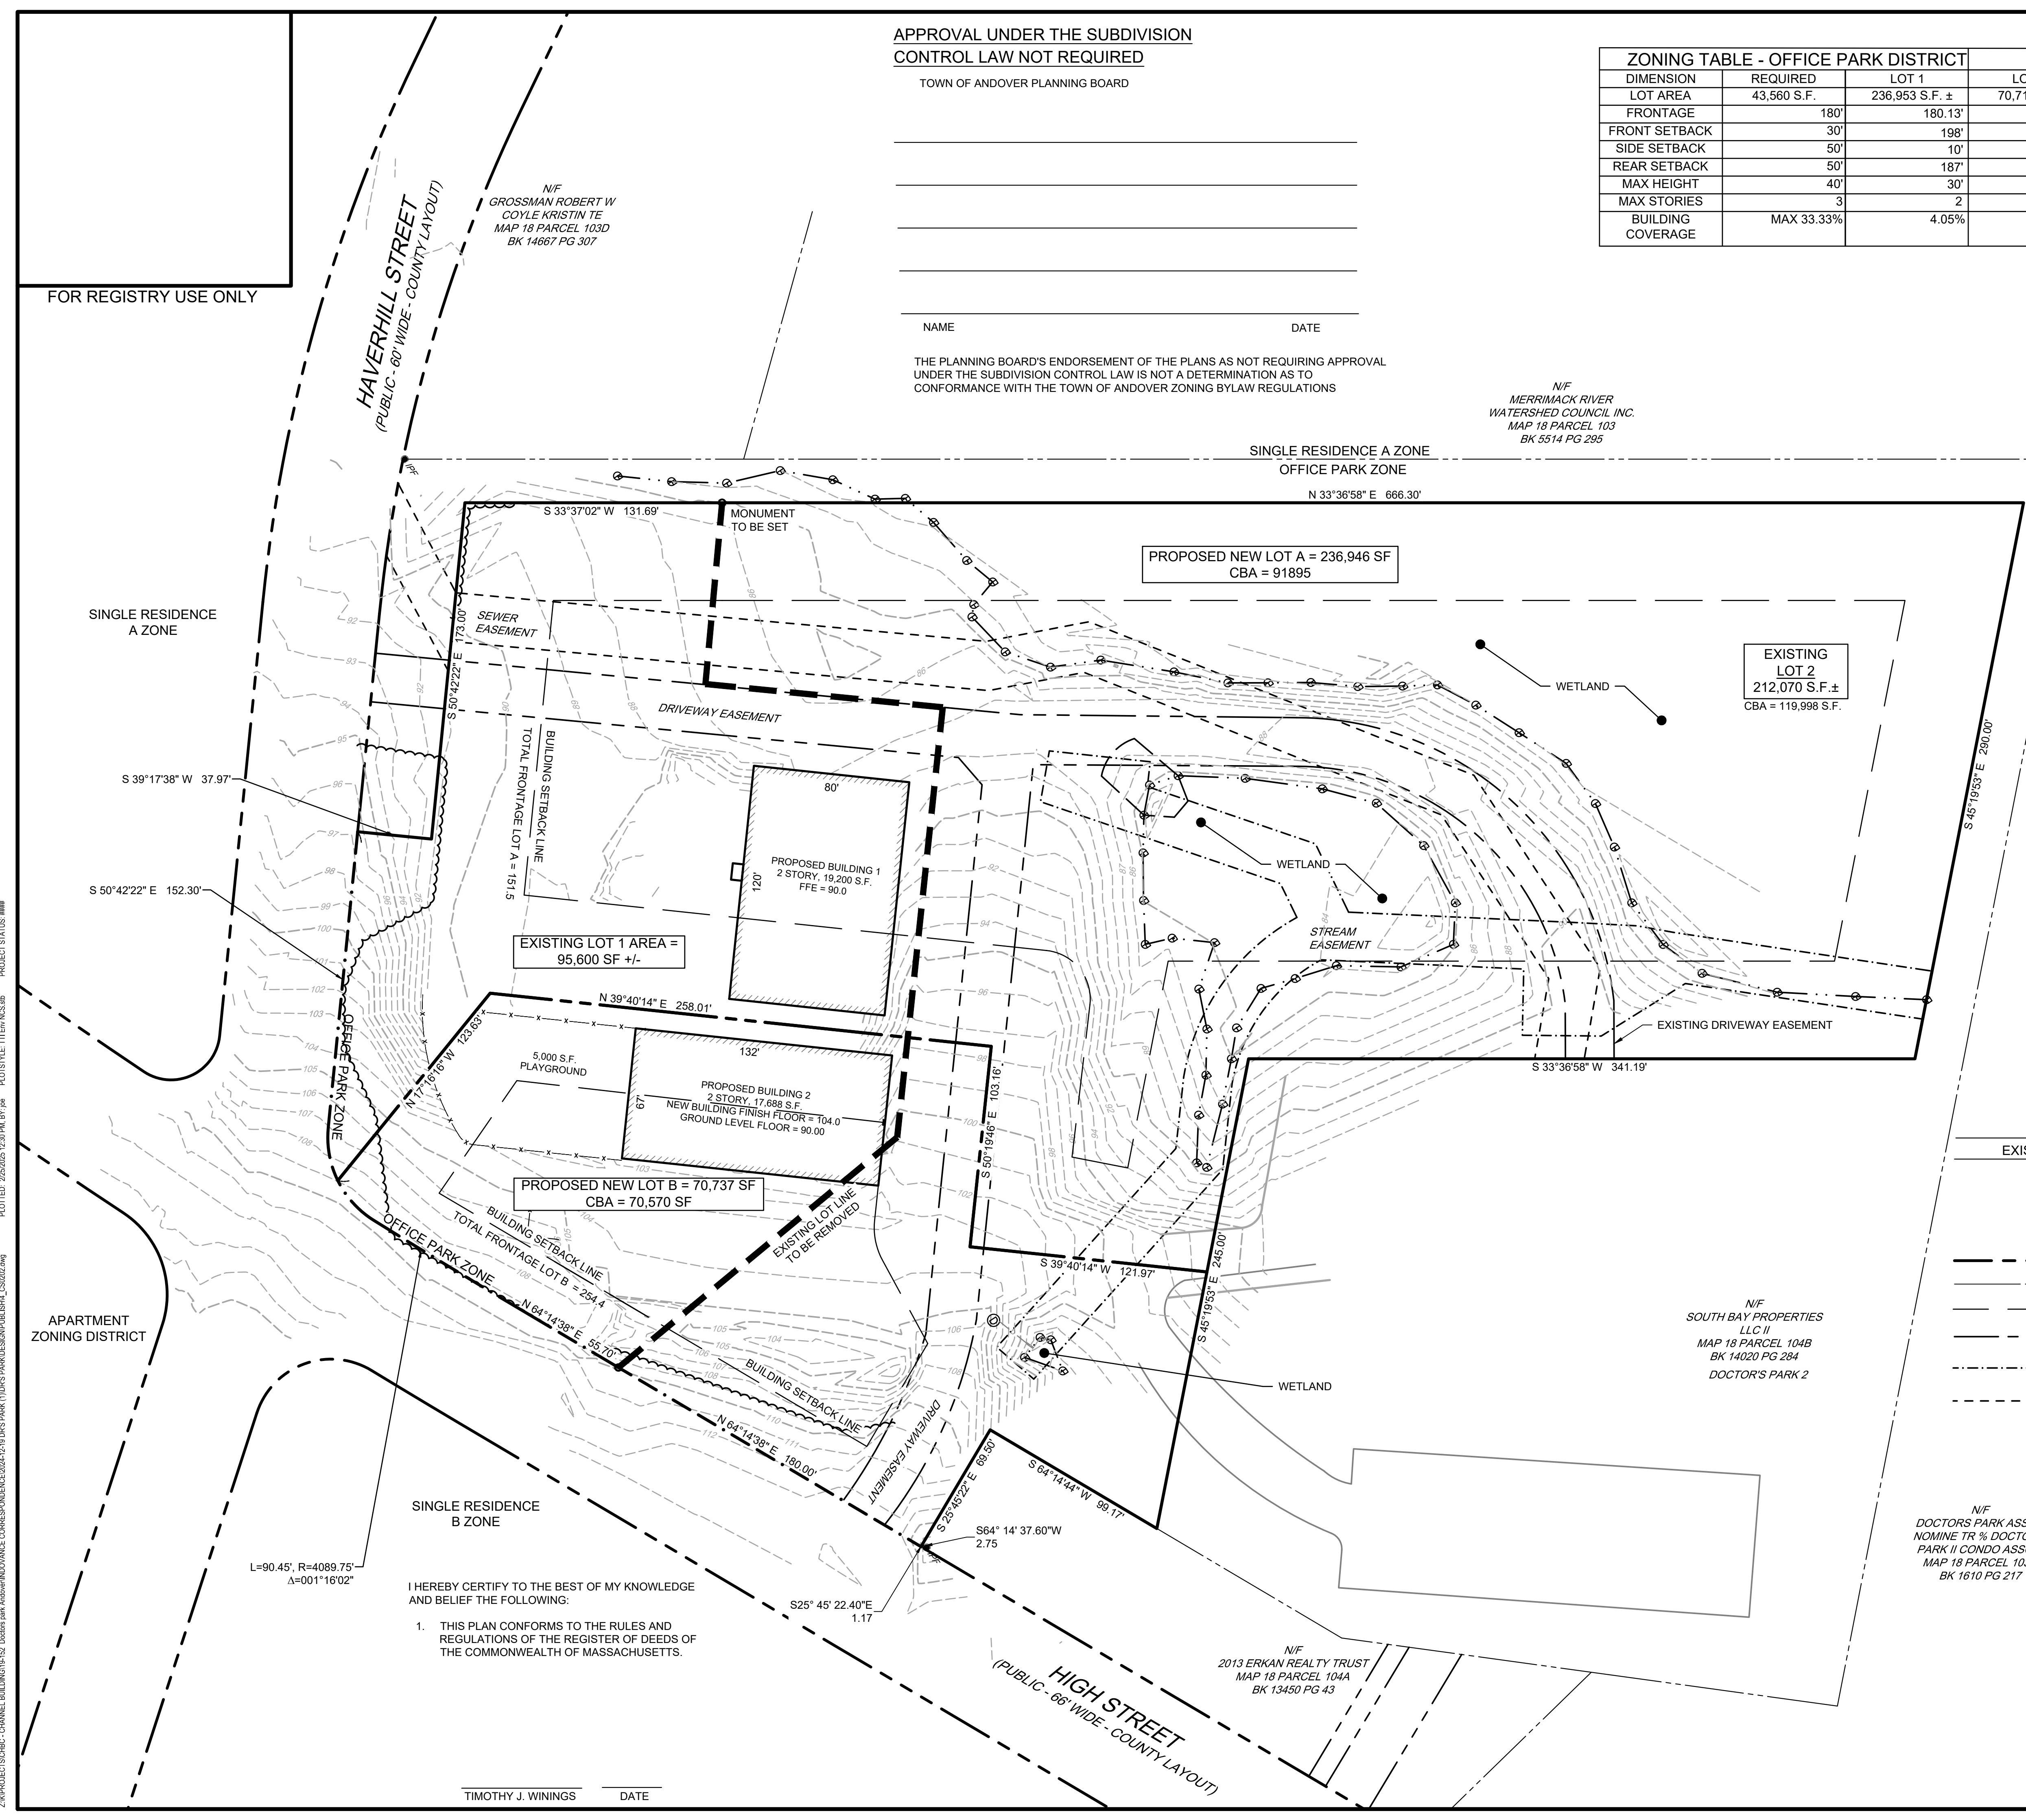 APPROVAL UNDER THE SUBDIVISION
CONTROL LAW NOT REQUIRED
TOWN OF ANDOVER PLANNING BOARD
NAME DATE
THE PLANNING BOARD'S ENDORSEMENT OF THE PLANS AS NOT REQUIRING APPROVAL
UNDER THE SUBDIVISION CONTROL LAW IS NOT A DETERMINATION AS TO
CONFORMANCE WITH THE TOWN OF ANDOVER ZONING BYLAW REGULATIONS
ZONING TABLE - OFFICE PARK DISTRICT
DIMENSION REQUIRED LOT 1 LO
LOT AREA 43,560 S.F. 236,953 S.F. ± 70,71
FRONTAGE 180' 180.13'
FRONT SETBACK 30' 198'
SIDE SETBACK 50' 10'
REAR SETBACK 50' 187'
MAX HEIGHT 40' 30'
MAX STORIES 3 2
BUILDING MAX 33.33% 4.05%
COVERAGE
FOR REGISTRY USE ONLY
HAVERHILL STREET
(PUBLIC - 60' WIDE - COUNTY LAYOUT)
N/F
GROSSMAN ROBERT W
COYLE KRISTIN TE
MAP 18 PARCEL 103D
BK 14667 PG 307
N/F
MERRIMACK RIVER
WATERSHED COUNCIL INC.
MAP 18 PARCEL 103
BK 5514 PG 295
SINGLE RESIDENCE A ZONE
OFFICE PARK ZONE
IPF
N 33°36'58" E 666.30'
S 33°37'02" W 131.69'
MONUMENT
TO BE SET
PROPOSED NEW LOT A = 236,946 SF
CBA = 91895
SINGLE RESIDENCE
A ZONE
SEWER
EASEMENT
S 50°42'22" E 173.00'
EXISTING
LOT 2
212,070 S.F.±
CBA = 119,998 S.F.
WETLAND
DRIVEWAY EASEMENT
BUILDING SETBACK LINE
TOTAL FRONTAGE LOT A = 151.5
S 39°17'38" W 37.97'
80'
120'
PROPOSED BUILDING 1
2 STORY, 19,200 S.F.
FFE = 90.0
WETLAND
S 45°19'53" E 290.00'
S 50°42'22" E 152.30'
STREAM
EASEMENT
EXISTING LOT 1 AREA =
95,600 SF +/-
N 39°40'14" E 258.01'
N 17°16'16" W 123.63'
OFFICE PARK ZONE
5,000 S.F.
PLAYGROUND
132'
67'
PROPOSED BUILDING 2
2 STORY, 17,688 S.F.
NEW BUILDING FINISH FLOOR = 104.0
GROUND LEVEL FLOOR = 90.00
S 50°19'46" E 103.16'
EXISTING DRIVEWAY EASEMENT
S 33°36'58" W 341.19'
EXIS
PROPOSED NEW LOT B = 70,737 SF
CBA = 70,570 SF
EXISTING LOT LINE
TO BE REMOVED
OFFICE PARK ZONE
BUILDING SETBACK LINE
TOTAL FRONTAGE LOT B = 254.4
S 39°40'14" W 121.97'
S 45°19'53" E 245.00'
APARTMENT
ZONING DISTRICT
N 64°14'38" E 55.70'
BUILDING SETBACK LINE
N 64°14'38" E 180.00'
DRIVEWAY EASEMENT
WETLAND
N/F
SOUTH BAY PROPERTIES
LLC II
MAP 18 PARCEL 104B
BK 14020 PG 284
DOCTOR'S PARK 2
S 25°45'22" E 69.50'
S 64°14'44" W 99.17'
SINGLE RESIDENCE
B ZONE
S64° 14' 37.60"W
2.75
S25° 45' 22.40"E
1.17
L=90.45', R=4089.75'
Δ=001°16'02"
N/F
DOCTORS PARK ASS
NOMINE TR % DOCTO
PARK II CONDO ASSO
MAP 18 PARCEL 103
BK 1610 PG 217
I HEREBY CERTIFY TO THE BEST OF MY KNOWLEDGE
AND BELIEF THE FOLLOWING:
1. THIS PLAN CONFORMS TO THE RULES AND
REGULATIONS OF THE REGISTER OF DEEDS OF
THE COMMONWEALTH OF MASSACHUSETTS.
N/F
2013 ERKAN REALTY TRUST
MAP 18 PARCEL 104A
BK 13450 PG 43
HIGH STREET
(PUBLIC - 66' WIDE - COUNTY LAYOUT)
TIMOTHY J. WININGS DATE